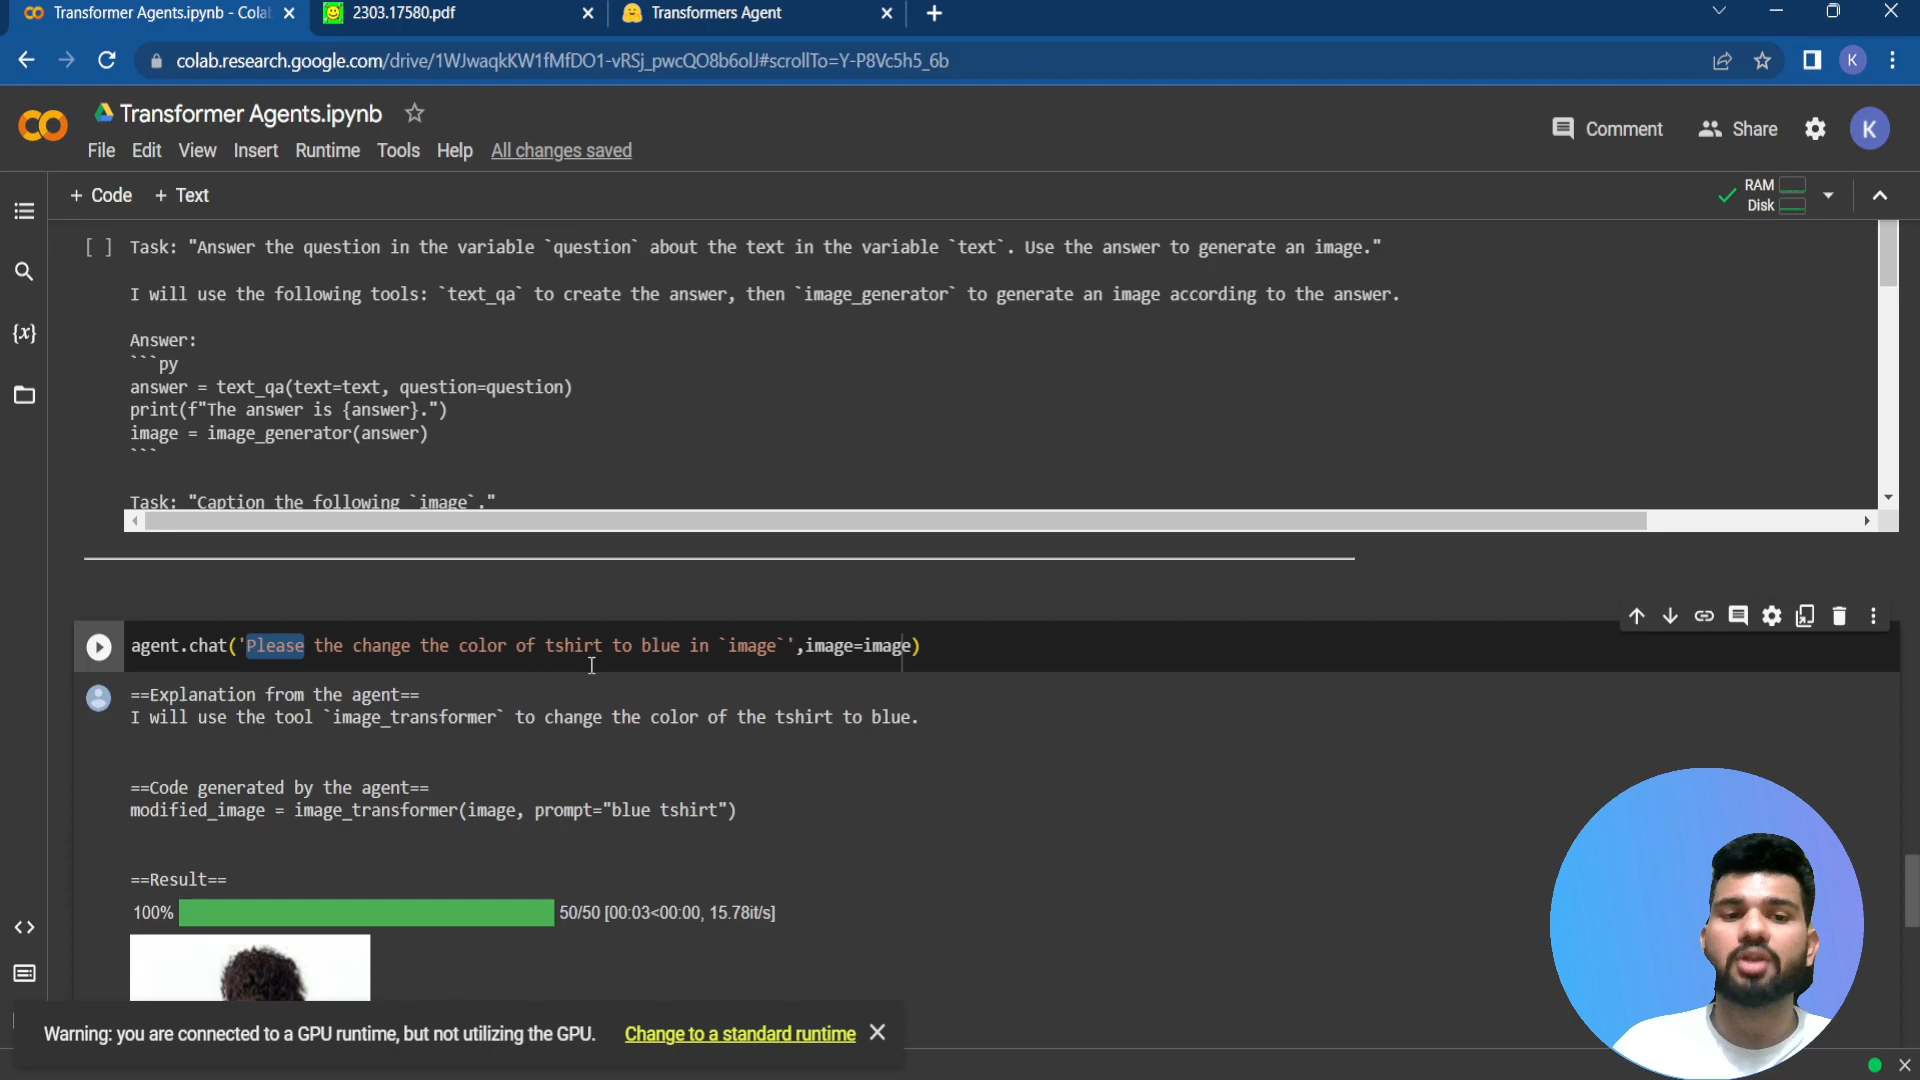 Transformer Agents.ipynb - Cola
2303.17580.pdf
Transformers Agent
colab.research.google.com/drive/1WJwaqkKW1fMfDO1-vRSj_pwcQO8b6olJ#scrollTo=Y-P8Vc5h5_6b
K
CO
Transformer Agents.ipynb
Comment
Share
K
File Edit View Insert Runtime Tools Help All changes saved
+ Code + Text
RAM
Disk
[ ] Task: "Answer the question in the variable `question` about the text in the variable `text`. Use the answer to generate an image."
I will use the following tools: `text_qa` to create the answer, then `image_generator` to generate an image according to the answer.
Answer:
```py
answer = text_qa(text=text, question=question)
print(f"The answer is {answer}.")
image = image_generator(answer)
```
Task: "Caption the following `image`."
agent.chat('Please the change the color of tshirt to blue in `image`',image=image)
==Explanation from the agent==
I will use the tool `image_transformer` to change the color of the tshirt to blue.
==Code generated by the agent==
modified_image = image_transformer(image, prompt="blue tshirt")
==Result==
100% 50/50 [00:03<00:00, 15.78it/s]
Warning: you are connected to a GPU runtime, but not utilizing the GPU. Change to a standard runtime